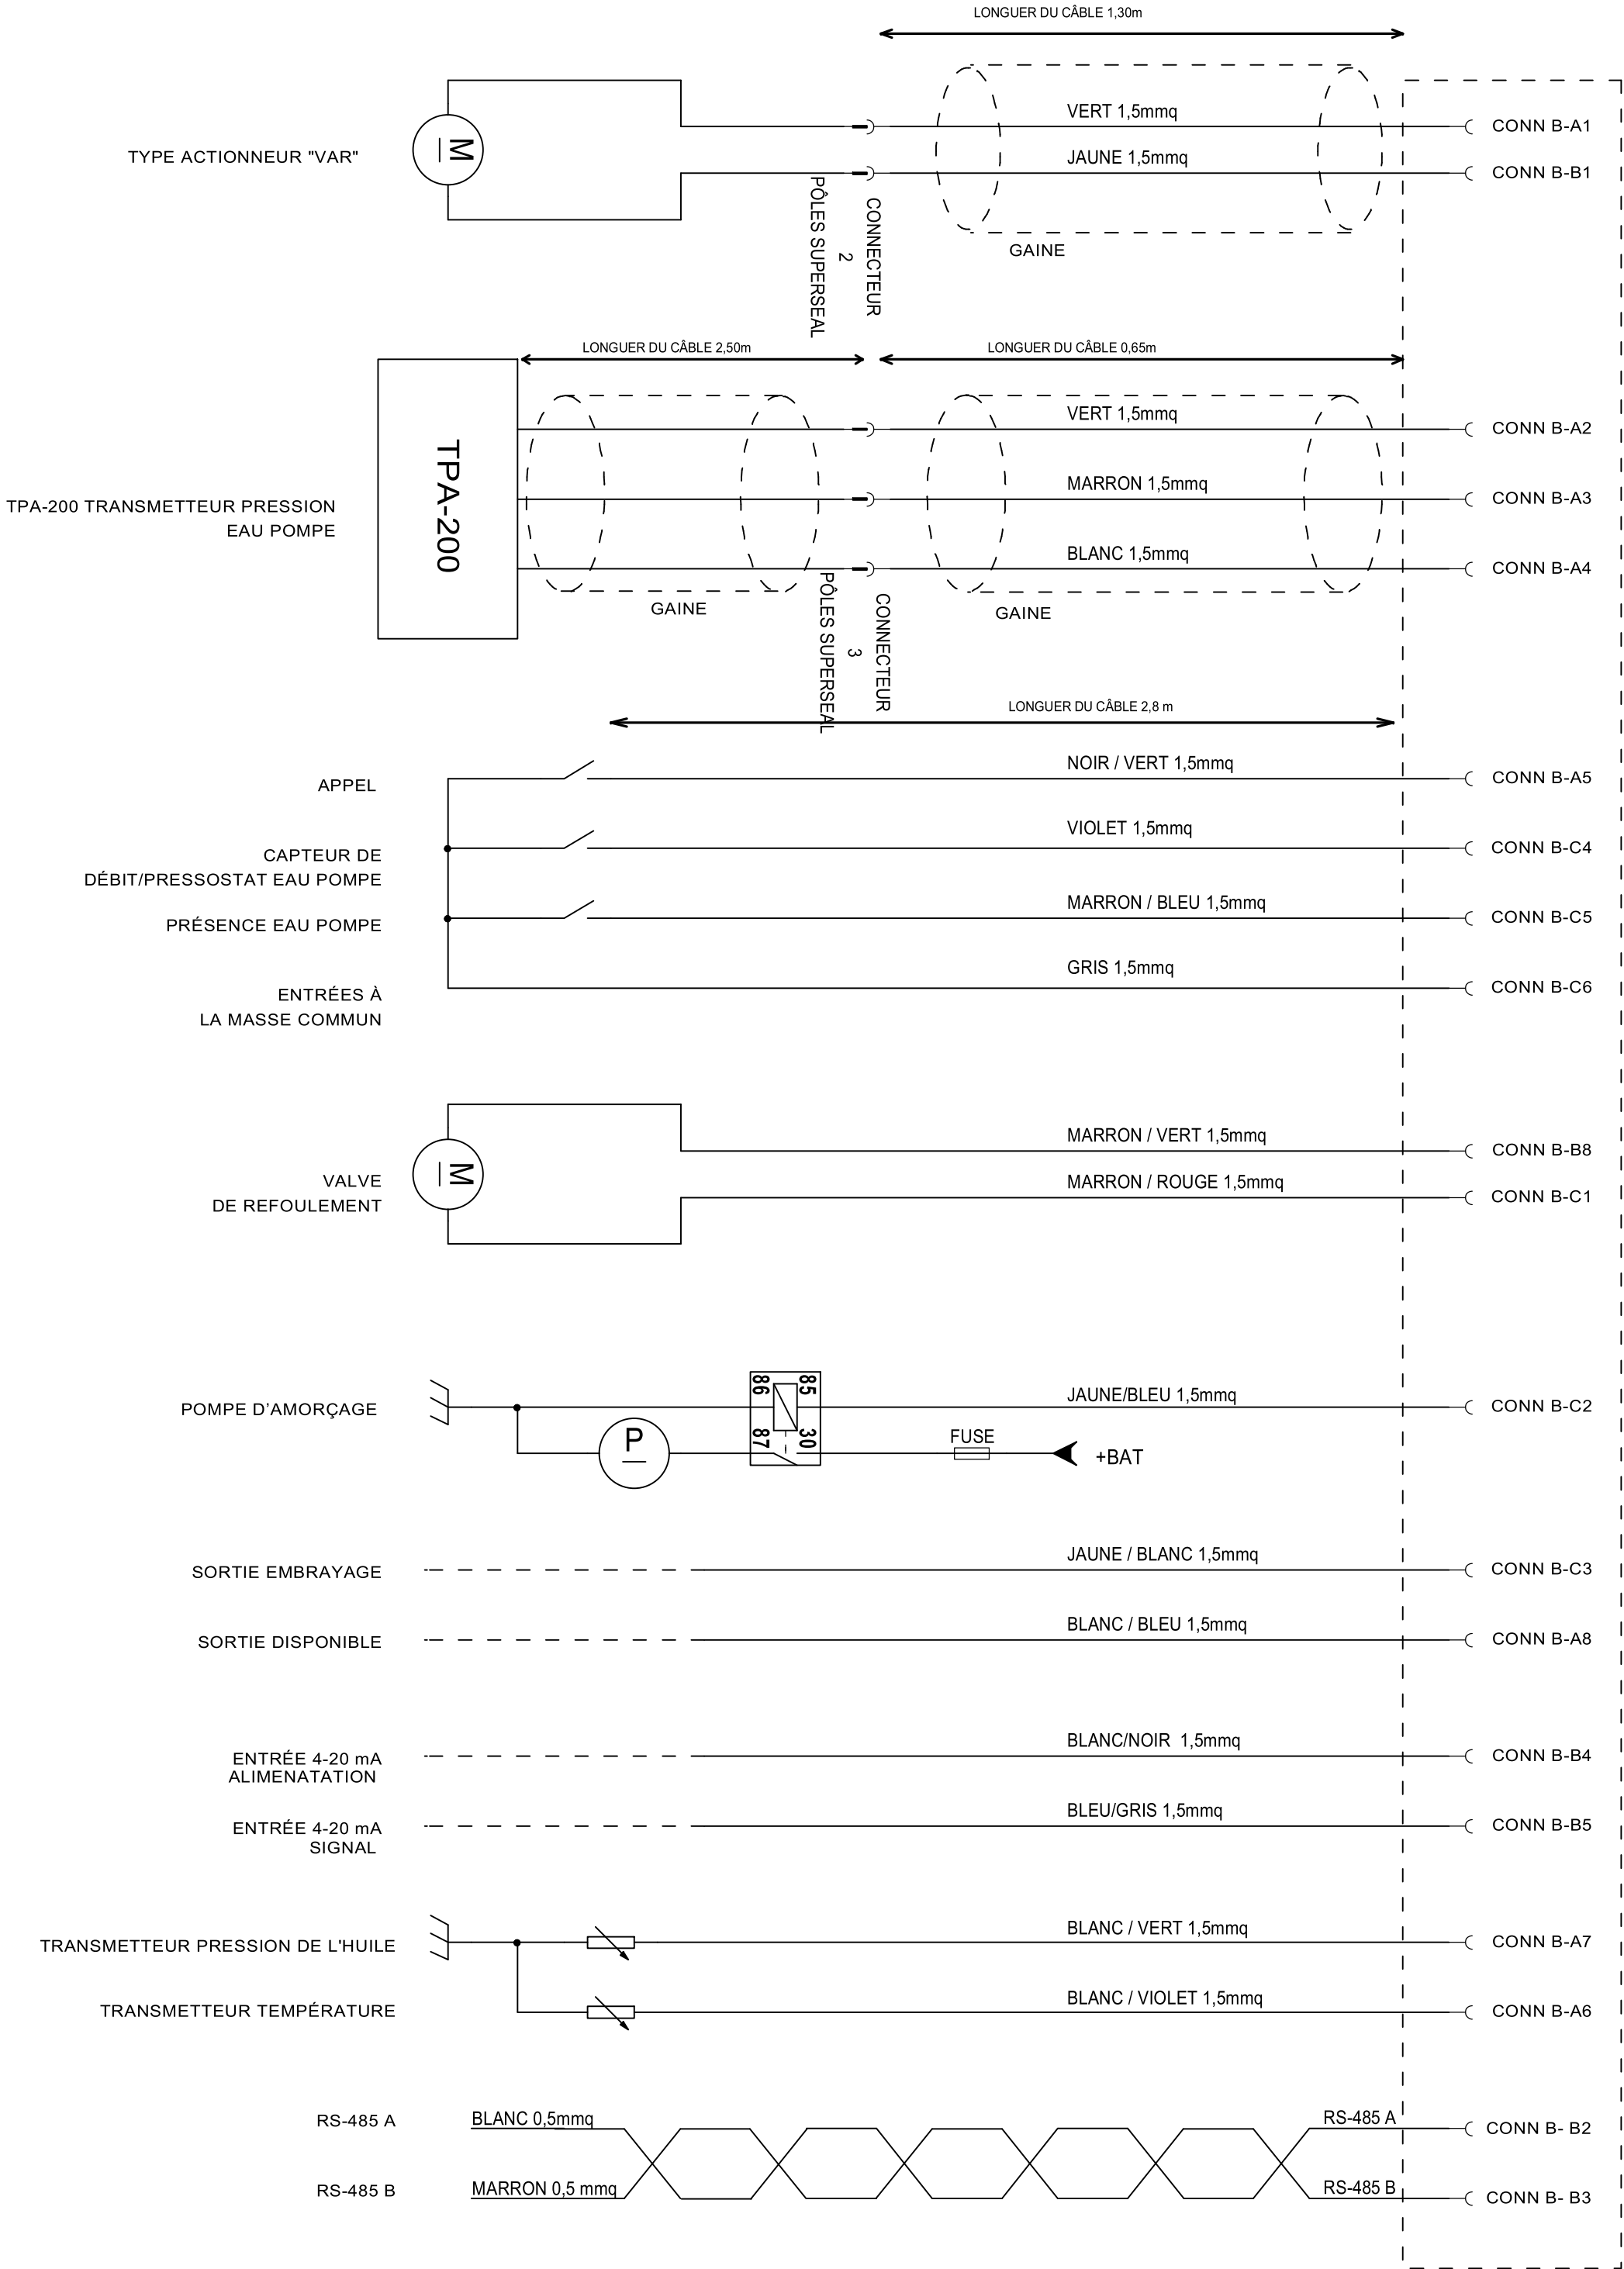 LONGUER DU CÂBLE 1,30m
VERT 1,5mmq
CONN B-A1
TYPE ACTIONNEUR "VAR"
M
JAUNE 1,5mmq
CONN B-B1
CONNECTEUR
2
PÔLES SUPERSEAL
GAINE
LONGUER DU CÂBLE 2,50m
LONGUER DU CÂBLE 0,65m
VERT 1,5mmq
CONN B-A2
TPA-200 TRANSMETTEUR PRESSION
EAU POMPE
TPA-200
MARRON 1,5mmq
CONN B-A3
BLANC 1,5mmq
CONN B-A4
GAINE
GAINE
CONNECTEUR
3
PÔLES SUPERSEAL
LONGUER DU CÂBLE 2,8 m
APPEL
NOIR / VERT 1,5mmq
CONN B-A5
CAPTEUR DE
DÉBIT/PRESSOSTAT EAU POMPE
VIOLET 1,5mmq
CONN B-C4
PRÉSENCE EAU POMPE
MARRON / BLEU 1,5mmq
CONN B-C5
ENTRÉES À
LA MASSE COMMUN
GRIS 1,5mmq
CONN B-C6
VALVE
DE REFOULEMENT
M
MARRON / VERT 1,5mmq
CONN B-B8
MARRON / ROUGE 1,5mmq
CONN B-C1
POMPE D'AMORÇAGE
86
85
87
30
JAUNE/BLEU 1,5mmq
CONN B-C2
P
FUSE
+BAT
SORTIE EMBRAYAGE
JAUNE / BLANC 1,5mmq
CONN B-C3
SORTIE DISPONIBLE
BLANC / BLEU 1,5mmq
CONN B-A8
ENTRÉE 4-20 mA
ALIMENATATION
BLANC/NOIR 1,5mmq
CONN B-B4
ENTRÉE 4-20 mA
SIGNAL
BLEU/GRIS 1,5mmq
CONN B-B5
TRANSMETTEUR PRESSION DE L'HUILE
BLANC / VERT 1,5mmq
CONN B-A7
TRANSMETTEUR TEMPÉRATURE
BLANC / VIOLET 1,5mmq
CONN B-A6
RS-485 A
BLANC 0,5mmq
RS-485 A
CONN B- B2
RS-485 B
MARRON 0,5 mmq
RS-485 B
CONN B- B3